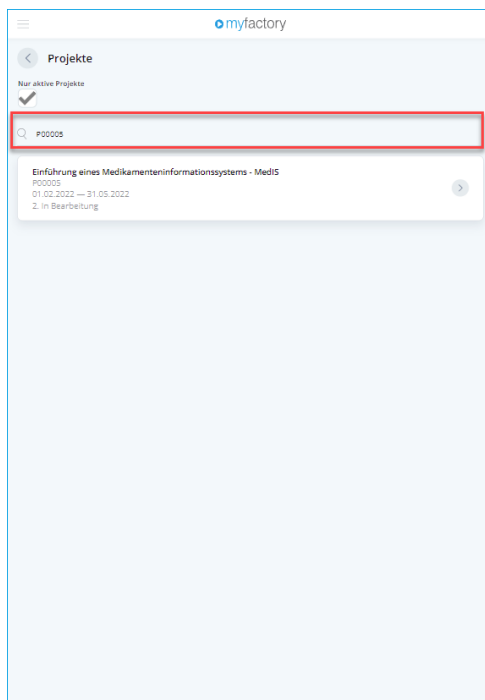 myfactory
Projekte
Nur aktive Projekte
P00005
Einführung eines Medikamenteninformationssystems - MedIS
P00005
01.02.2022 — 31.05.2022
2. In Bearbeitung